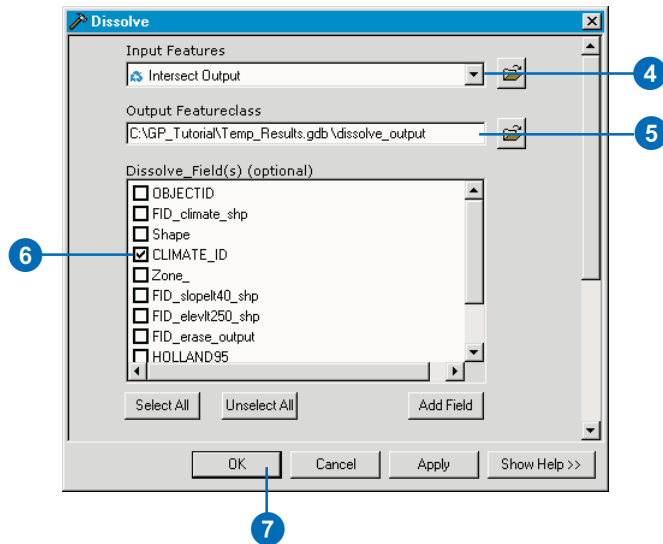 Dissolve
Input Features
Intersect Output
4
Output Featureclass
C:\GP_Tutorial\Temp_Results.gdb\dissolve_output
5
Dissolve_Field(s) (optional)
OBJECTID
FID_climate_shp
Shape
6
CLIMATE_ID
Zone_
FID_slopelt40_shp
FID_elevlt250_shp
FID_erase_output
HOLLAND95
Select All Unselect All Add Field
OK Cancel Apply Show Help >>
7